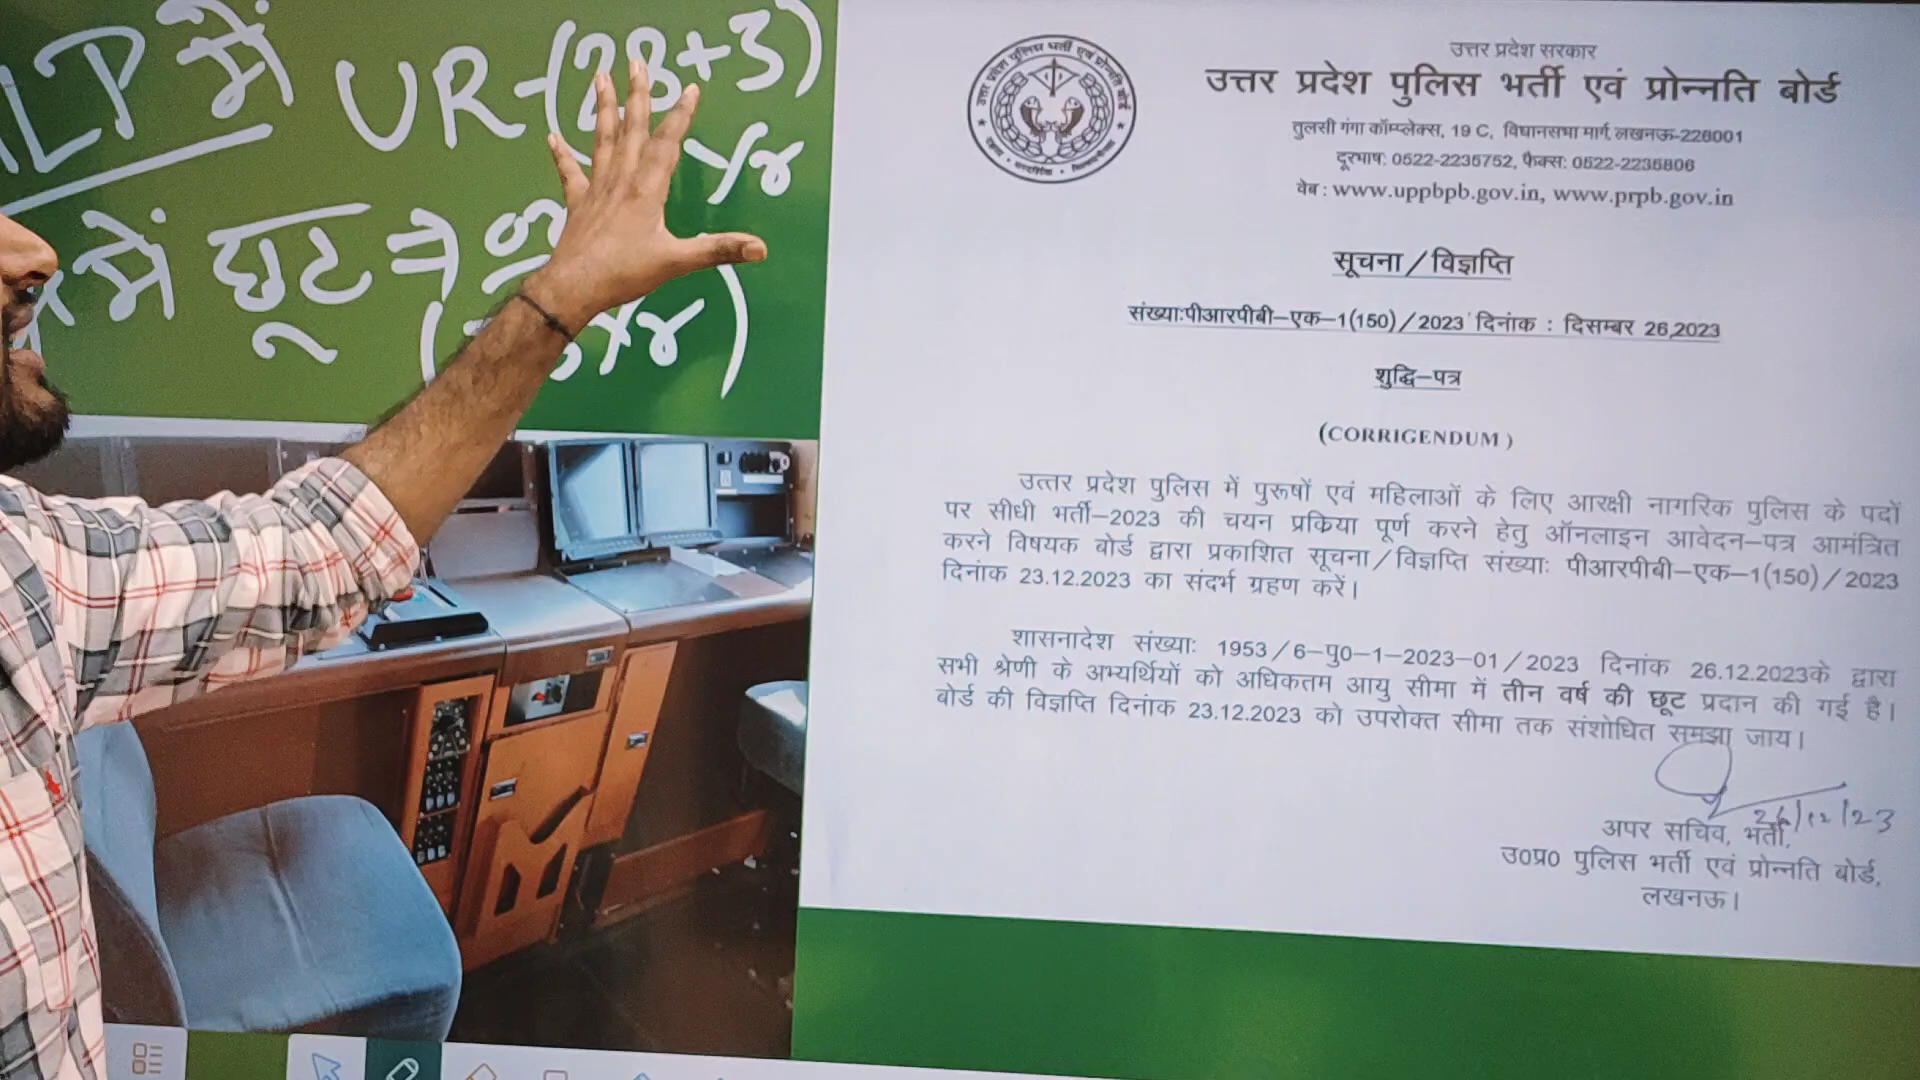 ALP में UR-(28+3)
yr
में छूट →
yr)
उत्तर प्रदेश सरकार
उत्तर प्रदेश पुलिस भर्ती एवं प्रोन्नति बोर्ड
तुलसी गंगा कॉम्प्लेक्स, 19 C, विधानसभा मार्ग, लखनऊ-226001
दूरभाष: 0522-2235752, फैक्स: 0522-2235806
वेब : www.uppbpb.gov.in, www.prpb.gov.in
सूचना/विज्ञप्ति
संख्याःपीआरपीबी-एक-1(150)/2023 दिनांक : दिसम्बर 26,2023
शुद्धि-पत्र
(CORRIGENDUM)
उत्तर प्रदेश पुलिस में पुरूषों एवं महिलाओं के लिए आरक्षी नागरिक पुलिस के पदों
पर सीधी भर्ती-2023 की चयन प्रकिया पूर्ण करने हेतु ऑनलाइन आवेदन-पत्र आमंत्रित
करने विषयक बोर्ड द्वारा प्रकाशित सूचना/विज्ञप्ति संख्याः पीआरपीबी-एक-1(150)/2023
दिनांक 23.12.2023 का संदर्भ ग्रहण करें।
शासनादेश संख्याः 1953/6-पु0-1-2023-01/2023 दिनांक 26.12.2023के द्वारा
सभी श्रेणी के अभ्यर्थियों को अधिकतम आयु सीमा में तीन वर्ष की छूट प्रदान की गई है।
बोर्ड की विज्ञप्ति दिनांक 23.12.2023 को उपरोक्त सीमा तक संशोधित समझा जाय।
26/12/23
अपर सचिव, भर्ती,
उ0प्र0 पुलिस भर्ती एवं प्रोन्नति बोर्ड,
लखनऊ।